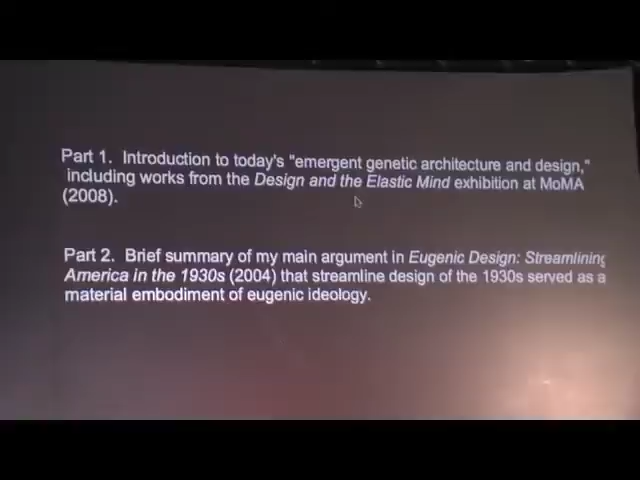 Part 1. Introduction to today's "emergent genetic architecture and design,"
including works from the Design and the Elastic Mind exhibition at MoMA
(2008).
Part 2. Brief summary of my main argument in Eugenic Design: Streamlining
America in the 1930s (2004) that streamline design of the 1930s served as a
material embodiment of eugenic ideology.